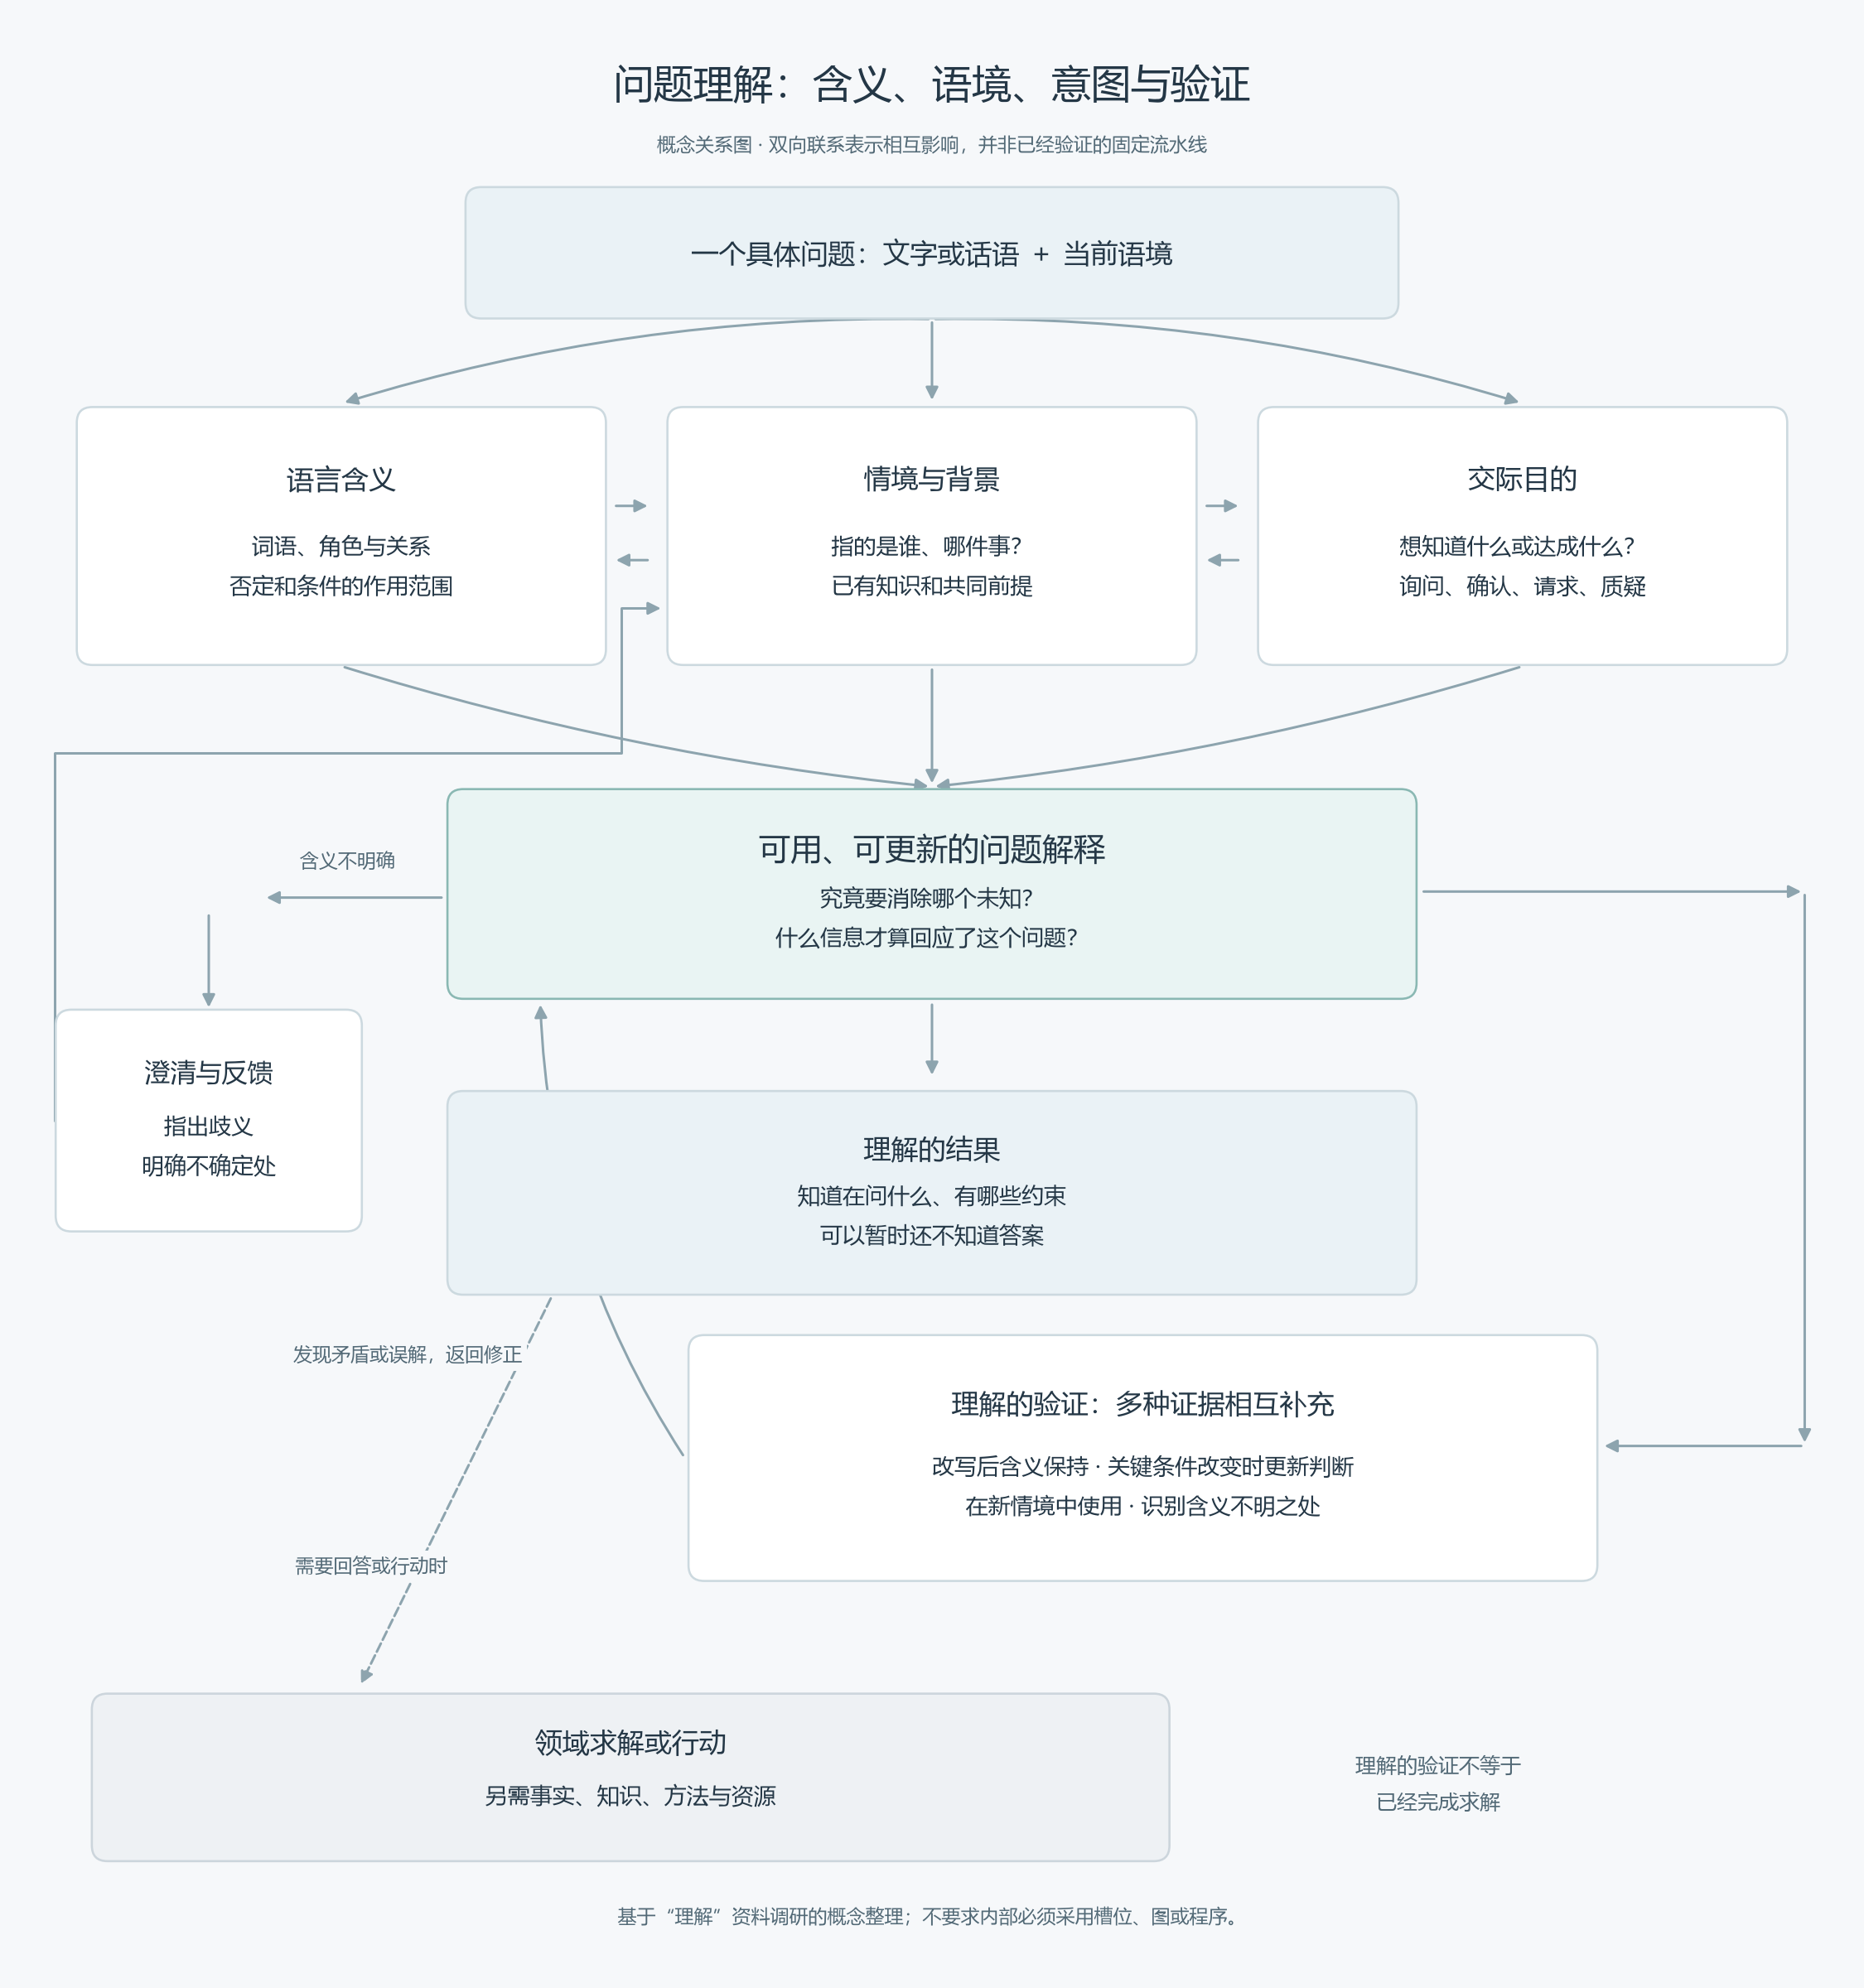 问题理解：含义、语境、意图与验证
概念关系图 · 双向联系表示相互影响，并非已经验证的固定流水线
一个具体问题：文字或话语 + 当前语境
语言含义
词语、角色与关系
否定和条件的作用范围
情境与背景
指的是谁、哪件事？
已有知识和共同前提
交际目的
想知道什么或达成什么？
询问、确认、请求、质疑
可用、可更新的问题解释
究竟要消除哪个未知？
什么信息才算回应了这个问题？
含义不明确
澄清与反馈
指出歧义
明确不确定处
理解的结果
知道在问什么、有哪些约束
可以暂时还不知道答案
发现矛盾或误解，返回修正
理解的验证：多种证据相互补充
改写后含义保持 · 关键条件改变时更新判断
在新情境中使用 · 识别含义不明之处
需要回答或行动时
领域求解或行动
另需事实、知识、方法与资源
理解的验证不等于
已经完成求解
基于“理解”资料调研的概念整理；不要求内部必须采用槽位、图或程序。